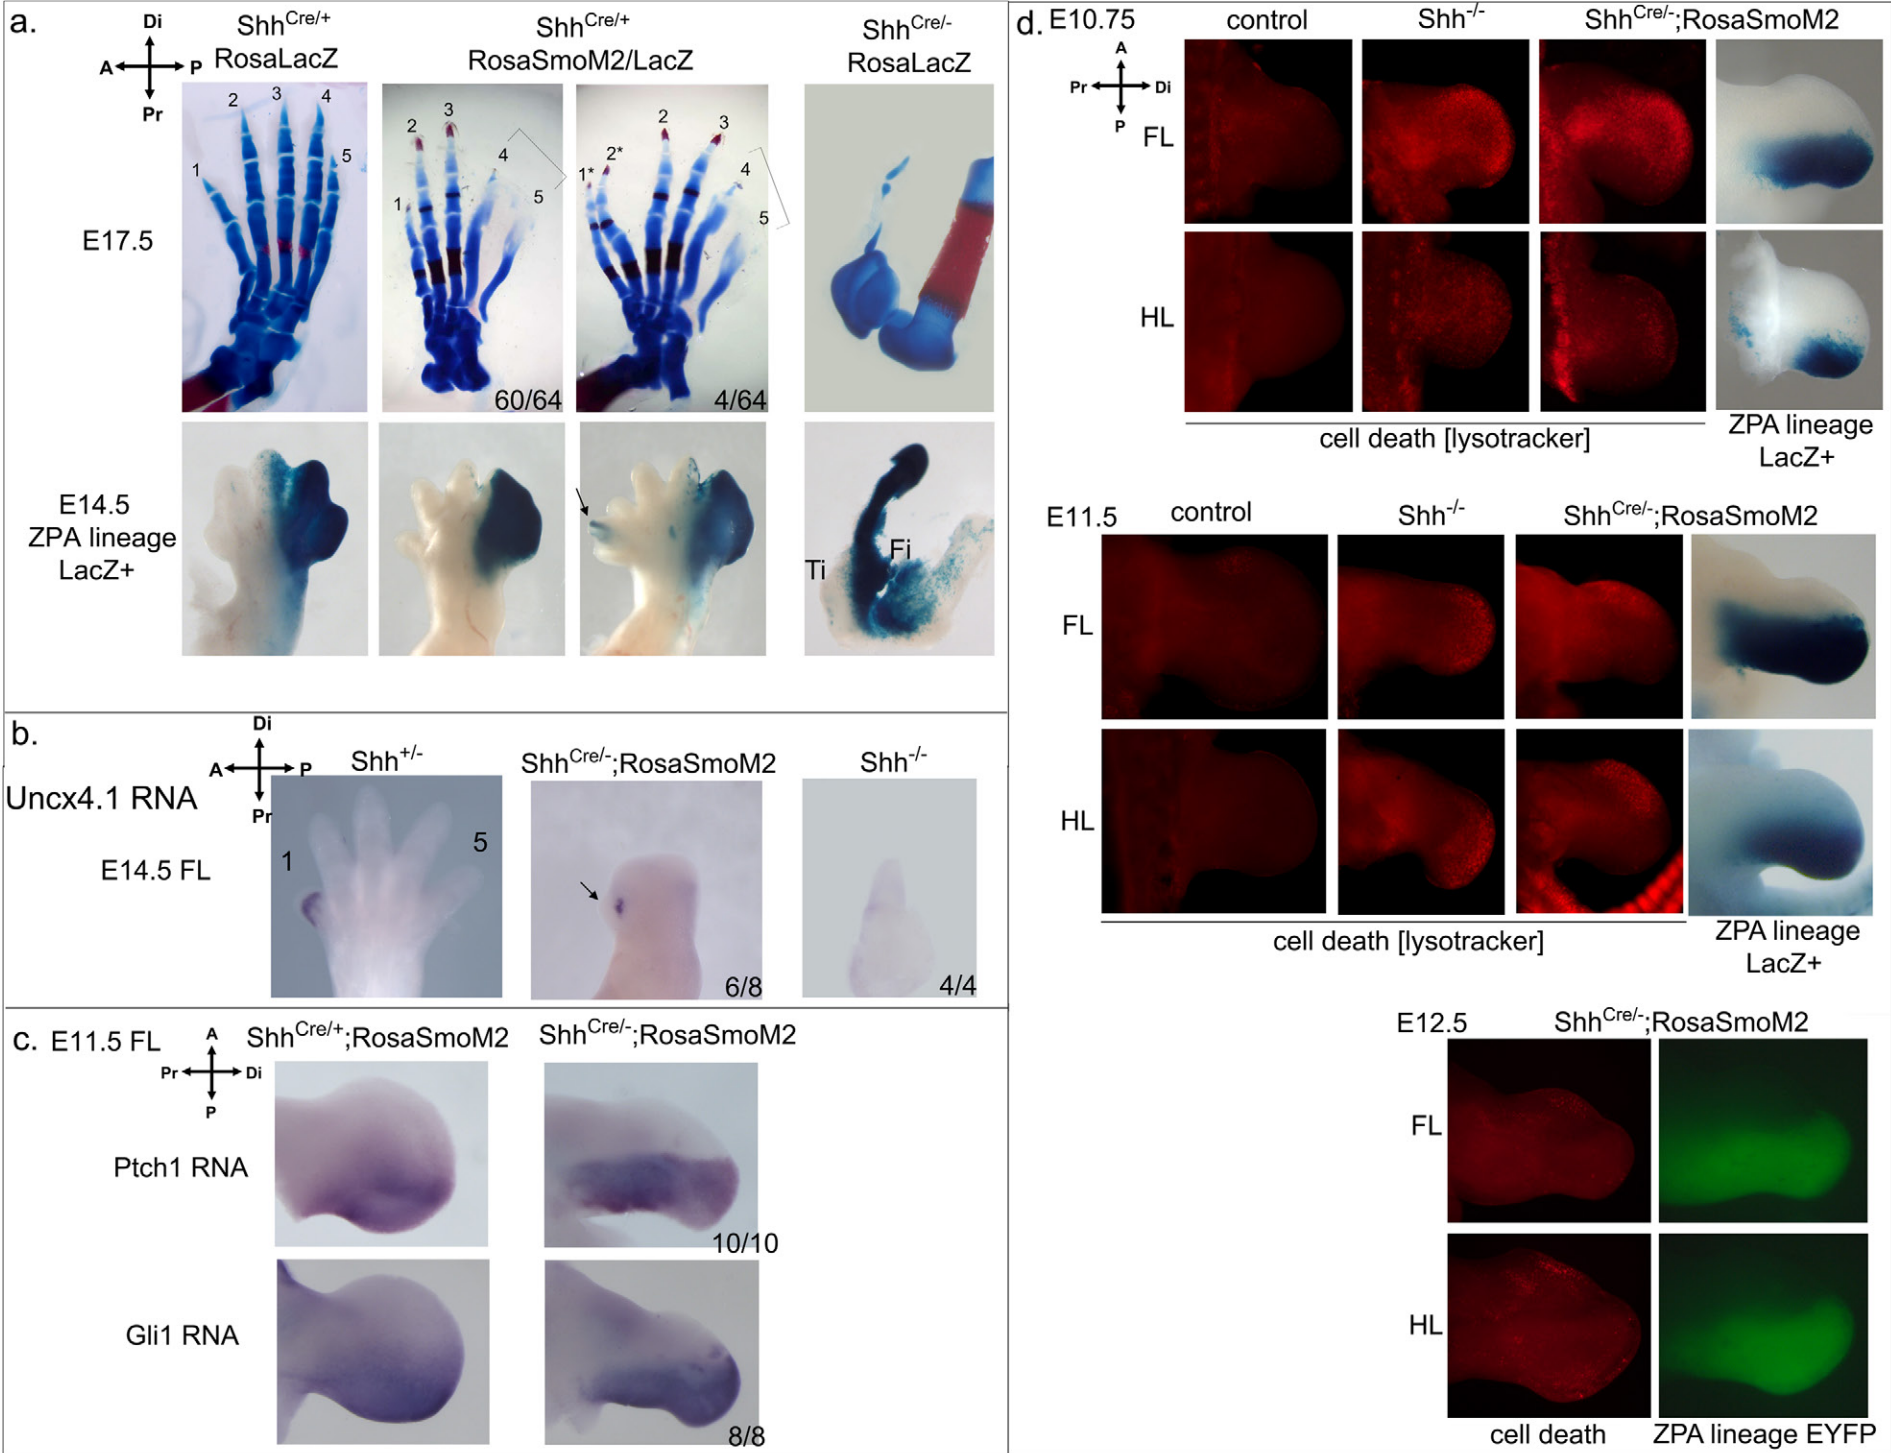 a.
Di
A P
Pr
Shh^Cre/+
RosaLacZ
Shh^Cre/+
RosaSmoM2/LacZ
Shh^Cre/-
RosaLacZ
E17.5
1 2 3 4 5
1 2 3 4 5
60/64
1* 2* 2 3 4 5
4/64
E14.5
ZPA lineage
LacZ+
Ti Fi
b.
Di
A P
Pr
Shh^+/-
Shh^Cre/-;RosaSmoM2
Shh^-/-
Uncx4.1 RNA
E14.5 FL
1 5
6/8
4/4
c. E11.5 FL
A
Pr Di
P
Shh^Cre/+;RosaSmoM2
Shh^Cre/-;RosaSmoM2
Ptch1 RNA
10/10
Gli1 RNA
8/8
d. E10.75
A
Pr Di
P
control
Shh^-/-
Shh^Cre/-;RosaSmoM2
FL
HL
cell death [lysotracker]
ZPA lineage
LacZ+
E11.5
control
Shh^-/-
Shh^Cre/-;RosaSmoM2
FL
HL
cell death [lysotracker]
ZPA lineage
LacZ+
E12.5
Shh^Cre/-;RosaSmoM2
FL
HL
cell death
ZPA lineage EYFP